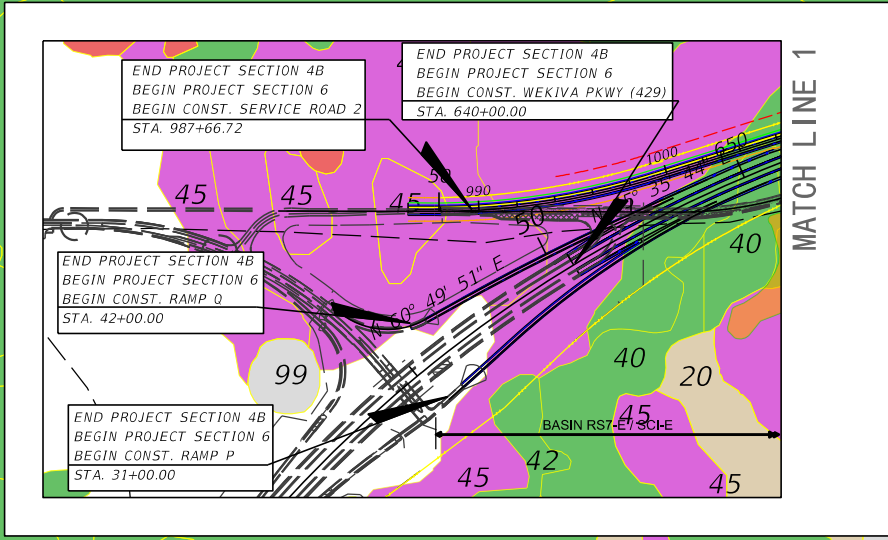 END PROJECT SECTION 4B
BEGIN PROJECT SECTION 6
BEGIN CONST. SERVICE ROAD 2
STA. 987+66.72
END PROJECT SECTION 4B
BEGIN PROJECT SECTION 6
BEGIN CONST. WEKIVA PKWY (429)
STA. 640+00.00
MATCH LINE 1
45
45
45
50
990
1000
650
50
40
END PROJECT SECTION 4B
BEGIN PROJECT SECTION 6
BEGIN CONST. RAMP Q
STA. 42+00.00
N 60° 49' 51" E
99
40
20
END PROJECT SECTION 4B
BEGIN PROJECT SECTION 6
BEGIN CONST. RAMP P
STA. 31+00.00
45
BASIN RS7-E / SCI-E
42
45
45